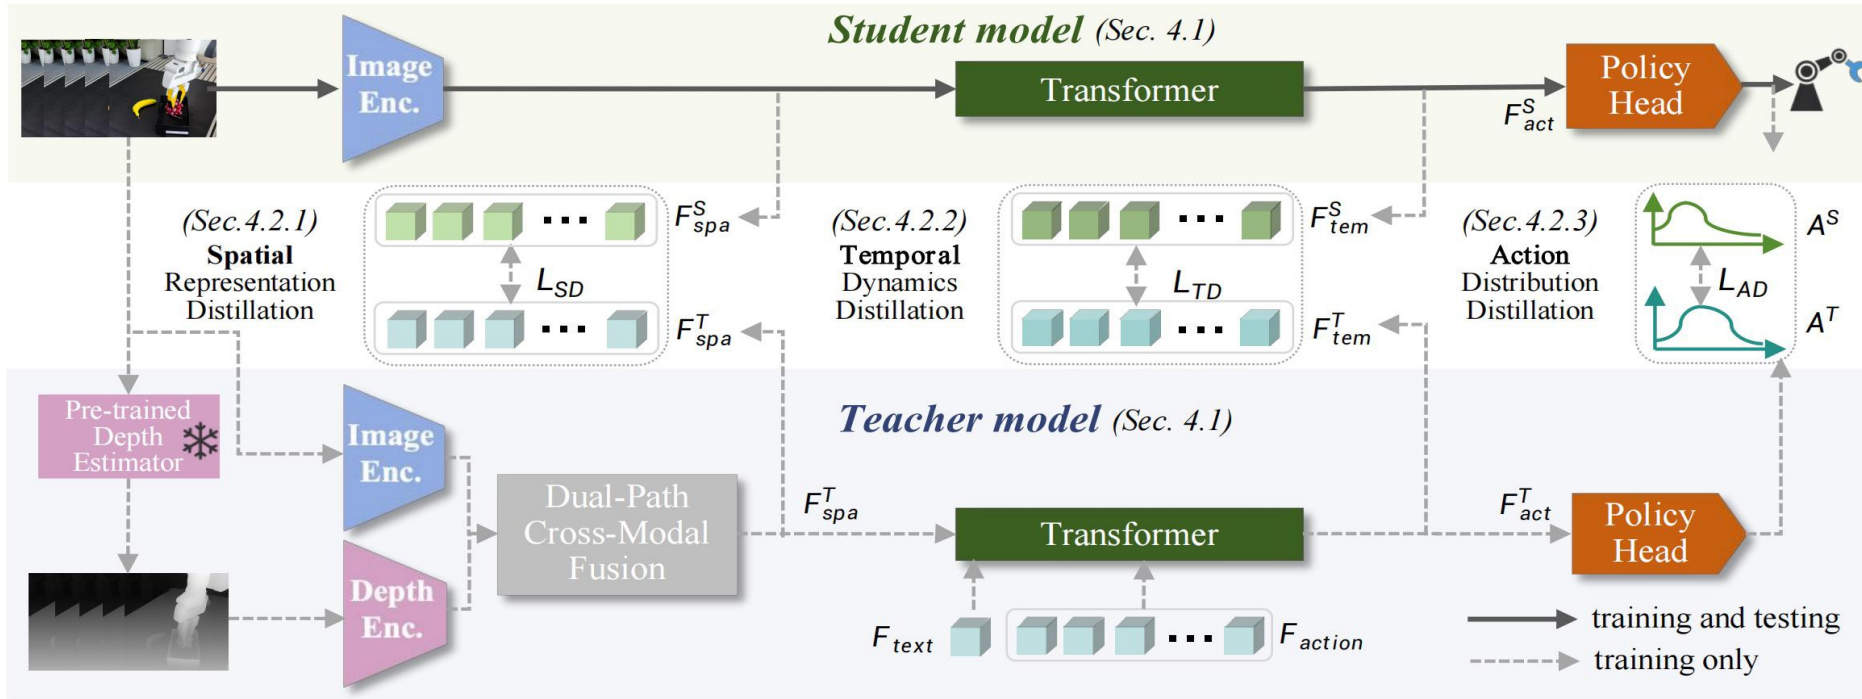 Student model (Sec. 4.1)
Image
Enc.
Transformer
F^S_act
Policy
Head
(Sec.4.2.1)
Spatial
Representation
Distillation
F^S_spa
L_SD
F^T_spa
(Sec.4.2.2)
Temporal
Dynamics
Distillation
F^S_tem
L_TD
F^T_tem
(Sec.4.2.3)
Action
Distribution
Distillation
A^S
L_AD
A^T
Teacher model (Sec. 4.1)
Pre-trained
Depth
Estimator
Image
Enc.
Depth
Enc.
Dual-Path
Cross-Modal
Fusion
F^T_spa
Transformer
F^T_act
Policy
Head
F_text
F_action
training and testing
training only